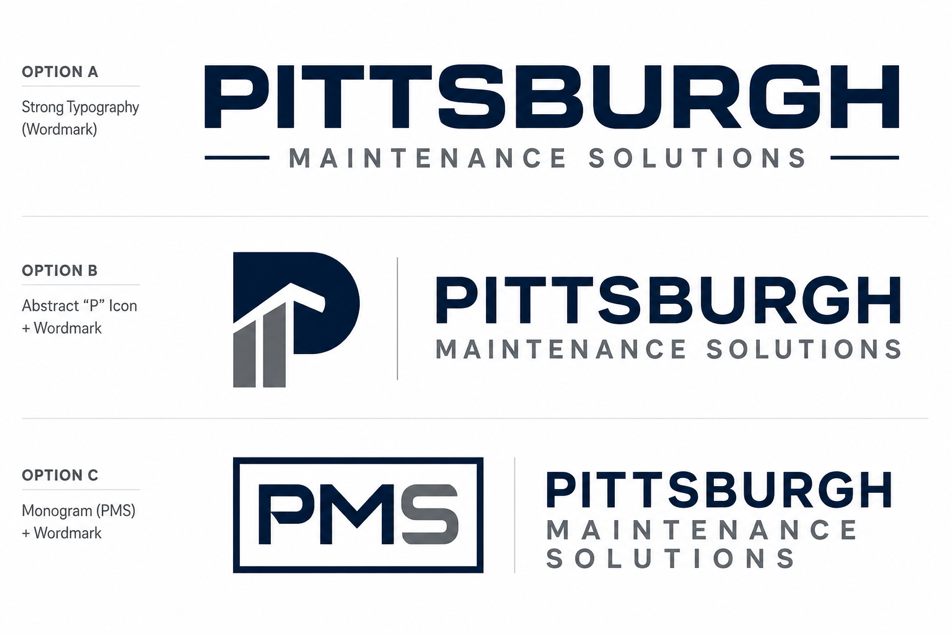 OPTION A
Strong Typography
(Wordmark)
PITTSBURGH
MAINTENANCE SOLUTIONS
OPTION B
Abstract “P” Icon
+ Wordmark
P
PITTSBURGH
MAINTENANCE SOLUTIONS
OPTION C
Monogram (PMS)
+ Wordmark
PMS
PITTSBURGH
MAINTENANCE
SOLUTIONS